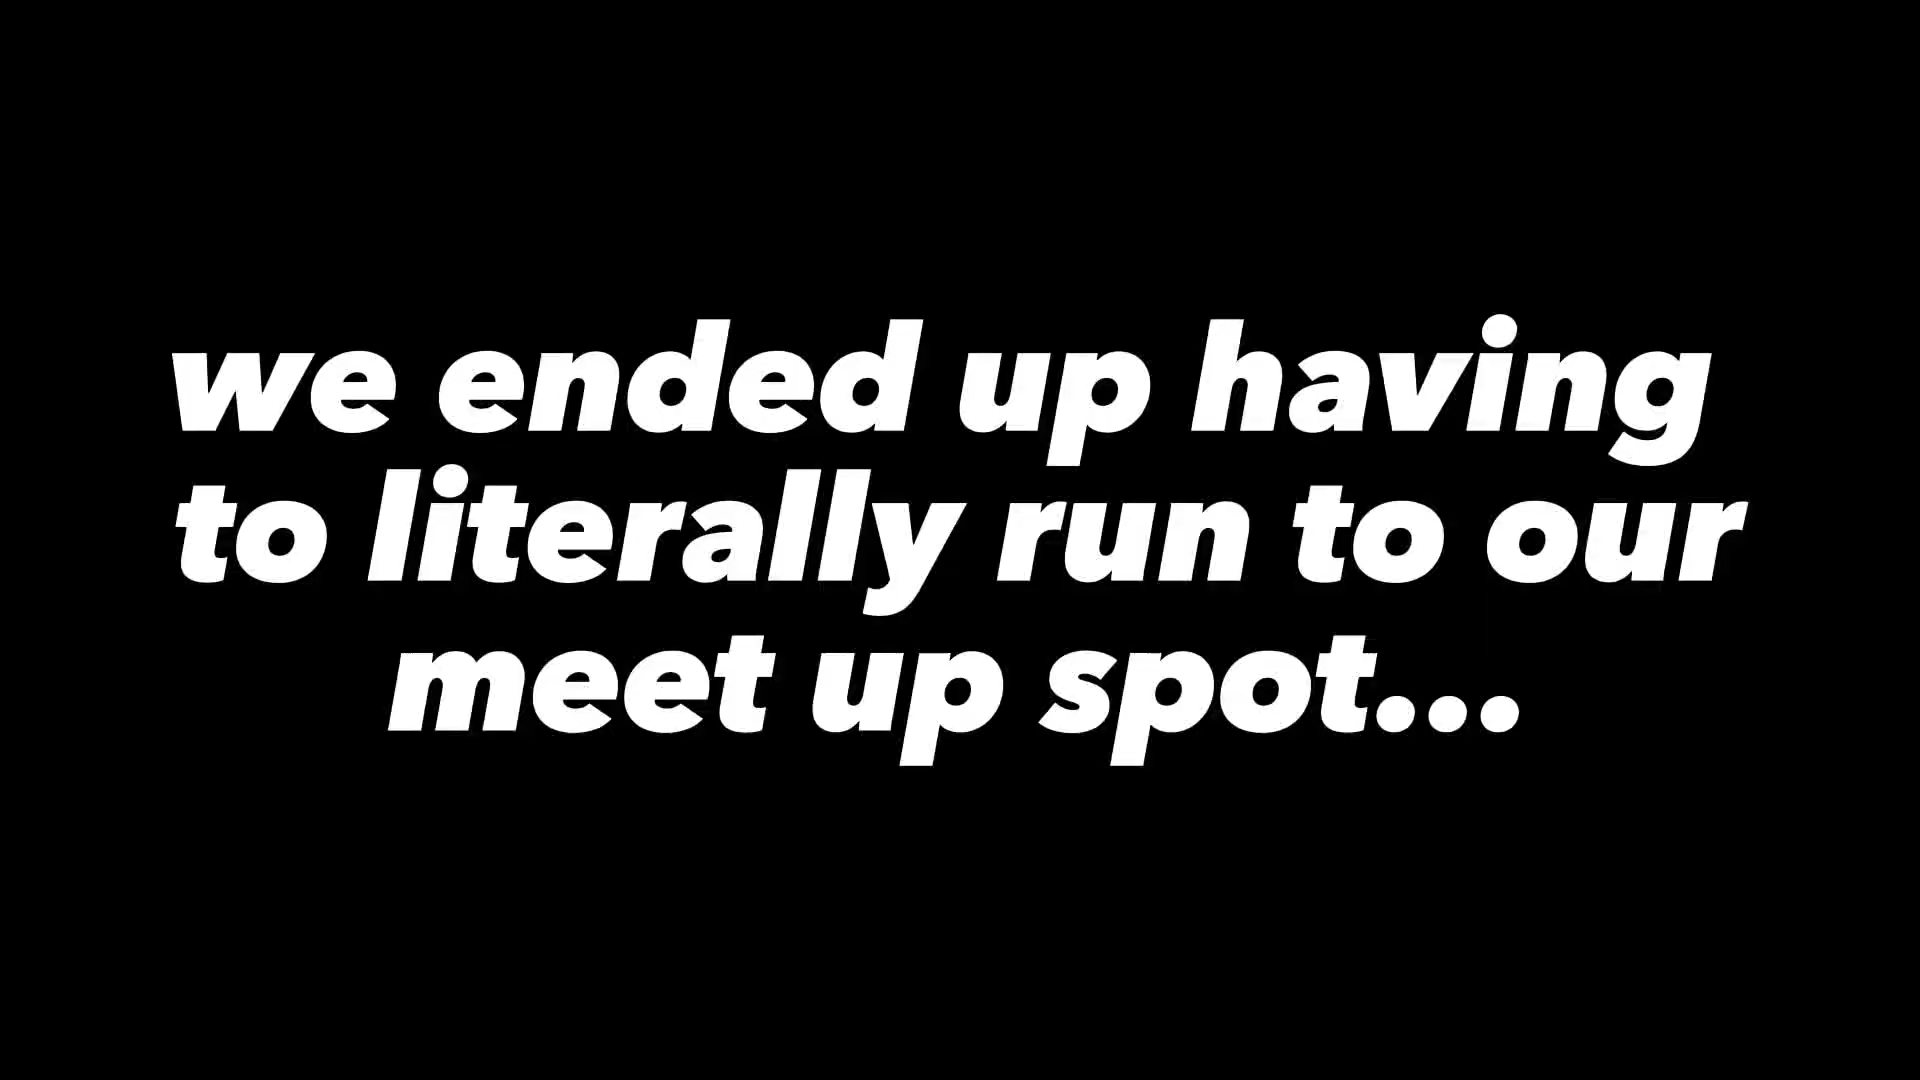 we ended up having
to literally run to our
meet up spot...